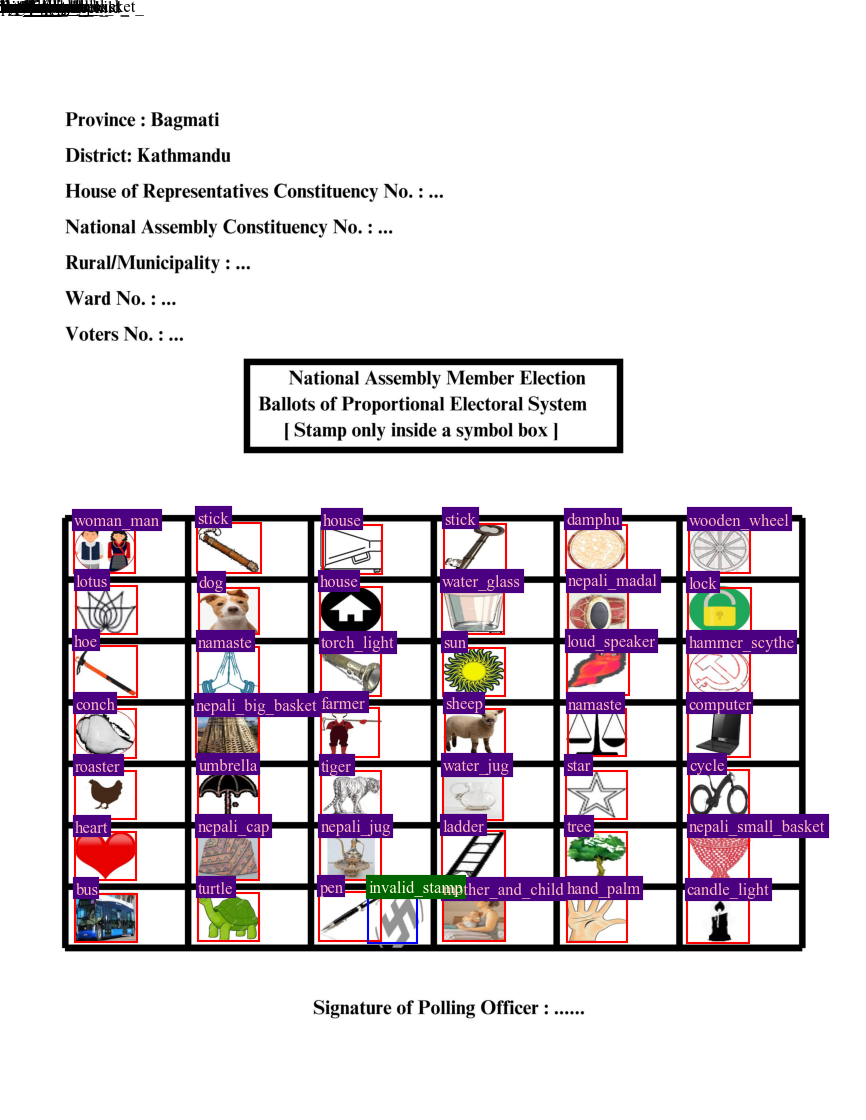 Province : Bagmati
District: Kathmandu
House of Representatives Constituency No. : ...
National Assembly Constituency No. : ...
Rural/Municipality : ...
Ward No. : ...
Voters No. : ...
National Assembly Member Election
Ballots of Proportional Electoral System
[ Stamp only inside a symbol box ]
woman_man stick house stick damphu wooden_wheel
lotus dog house water_glass nepali_madal lock
hoe namaste torch_light sun loud_speaker hammer_scythe
conch nepali_big_basket farmer sheep namaste computer
roaster umbrella tiger water_jug star cycle
heart nepali_cap nepali_jug ladder tree nepali_small_basket
bus turtle pen invalid_stamp hand_palm candle_light
Signature of Polling Officer : ......